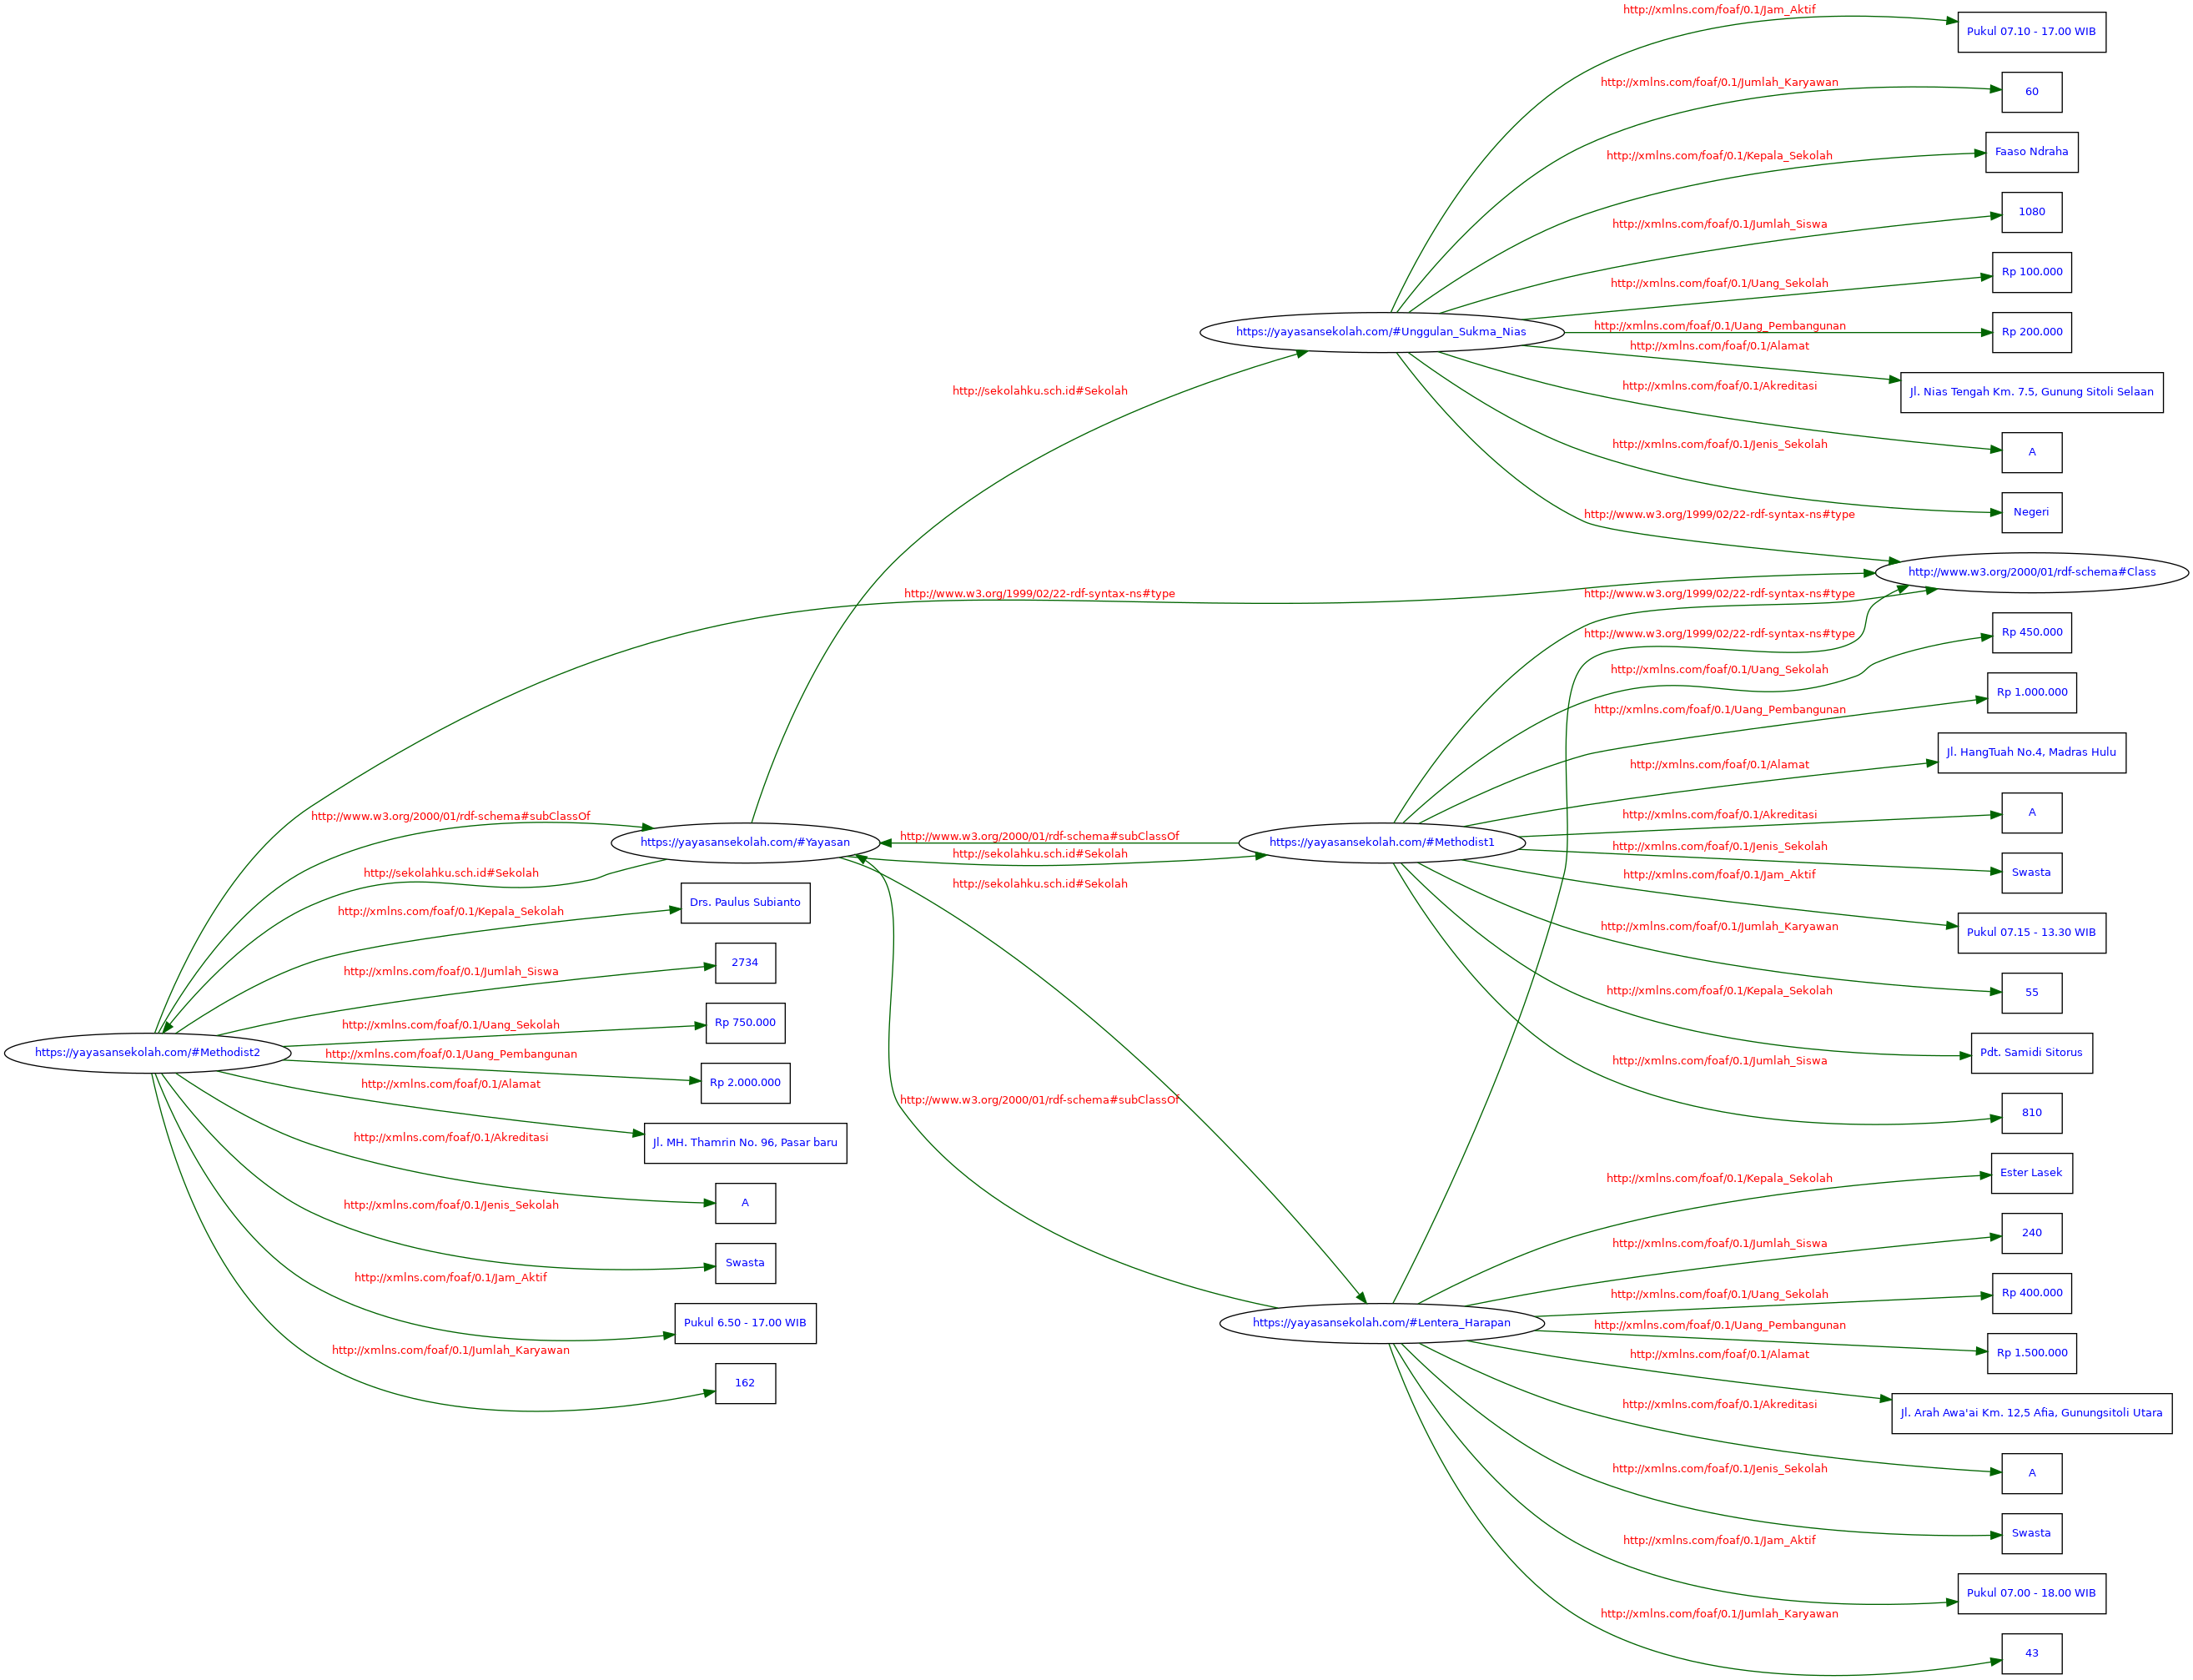 http://xmlns.com/foaf/0.1/Jam_Aktif
Pukul 07.10 - 17.00 WIB
http://xmlns.com/foaf/0.1/Jumlah_Karyawan
60
http://xmlns.com/foaf/0.1/Kepala_Sekolah
Faaso Ndraha
http://xmlns.com/foaf/0.1/Jumlah_Siswa
1080
http://xmlns.com/foaf/0.1/Uang_Sekolah
Rp 100.000
https://yayasansekolah.com/#Unggulan_Sukma_Nias
http://xmlns.com/foaf/0.1/Uang_Pembangunan
Rp 200.000
http://xmlns.com/foaf/0.1/Alamat
Jl. Nias Tengah Km. 7.5, Gunung Sitoli Selaan
http://sekolahku.sch.id#Sekolah
http://xmlns.com/foaf/0.1/Akreditasi
A
http://xmlns.com/foaf/0.1/Jenis_Sekolah
Negeri
http://www.w3.org/1999/02/22-rdf-syntax-ns#type
http://www.w3.org/2000/01/rdf-schema#Class
http://www.w3.org/1999/02/22-rdf-syntax-ns#type
http://www.w3.org/1999/02/22-rdf-syntax-ns#type
http://www.w3.org/1999/02/22-rdf-syntax-ns#type
http://xmlns.com/foaf/0.1/Uang_Sekolah
Rp 450.000
http://xmlns.com/foaf/0.1/Uang_Pembangunan
Rp 1.000.000
http://xmlns.com/foaf/0.1/Alamat
Jl. HangTuah No.4, Madras Hulu
http://xmlns.com/foaf/0.1/Akreditasi
A
http://www.w3.org/2000/01/rdf-schema#subClassOf
https://yayasansekolah.com/#Yayasan
http://www.w3.org/2000/01/rdf-schema#subClassOf
http://sekolahku.sch.id#Sekolah
https://yayasansekolah.com/#Methodist1
http://xmlns.com/foaf/0.1/Jenis_Sekolah
Swasta
http://sekolahku.sch.id#Sekolah
http://sekolahku.sch.id#Sekolah
http://xmlns.com/foaf/0.1/Jam_Aktif
Pukul 07.15 - 13.30 WIB
http://xmlns.com/foaf/0.1/Jumlah_Karyawan
55
http://xmlns.com/foaf/0.1/Kepala_Sekolah
Pdt. Samidi Sitorus
http://xmlns.com/foaf/0.1/Jumlah_Siswa
810
http://xmlns.com/foaf/0.1/Kepala_Sekolah
Drs. Paulus Subianto
http://xmlns.com/foaf/0.1/Jumlah_Siswa
2734
http://xmlns.com/foaf/0.1/Uang_Sekolah
Rp 750.000
https://yayasansekolah.com/#Methodist2
http://xmlns.com/foaf/0.1/Uang_Pembangunan
Rp 2.000.000
http://xmlns.com/foaf/0.1/Alamat
Jl. MH. Thamrin No. 96, Pasar baru
http://xmlns.com/foaf/0.1/Akreditasi
A
http://xmlns.com/foaf/0.1/Jenis_Sekolah
Swasta
http://xmlns.com/foaf/0.1/Jam_Aktif
Pukul 6.50 - 17.00 WIB
http://xmlns.com/foaf/0.1/Jumlah_Karyawan
162
http://www.w3.org/2000/01/rdf-schema#subClassOf
http://xmlns.com/foaf/0.1/Kepala_Sekolah
Ester Lasek
http://xmlns.com/foaf/0.1/Jumlah_Siswa
240
http://xmlns.com/foaf/0.1/Uang_Sekolah
Rp 400.000
https://yayasansekolah.com/#Lentera_Harapan
http://xmlns.com/foaf/0.1/Uang_Pembangunan
Rp 1.500.000
http://xmlns.com/foaf/0.1/Alamat
Jl. Arah Awa'ai Km. 12,5 Afia, Gunungsitoli Utara
http://xmlns.com/foaf/0.1/Akreditasi
A
http://xmlns.com/foaf/0.1/Jenis_Sekolah
Swasta
http://xmlns.com/foaf/0.1/Jam_Aktif
Pukul 07.00 - 18.00 WIB
http://xmlns.com/foaf/0.1/Jumlah_Karyawan
43